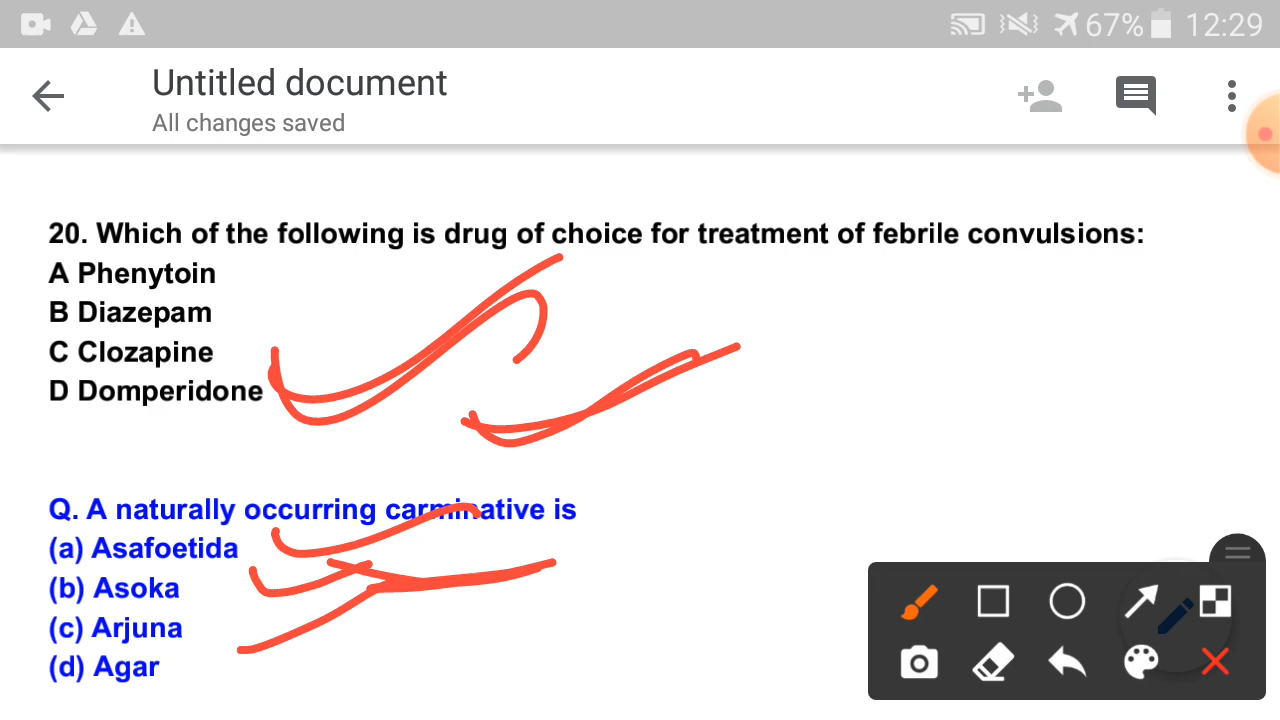 67% 12:29
Untitled document
All changes saved
20. Which of the following is drug of choice for treatment of febrile convulsions:
A Phenytoin
B Diazepam
C Clozapine
D Domperidone
Q. A naturally occurring carminative is
(a) Asafoetida
(b) Asoka
(c) Arjuna
(d) Agar